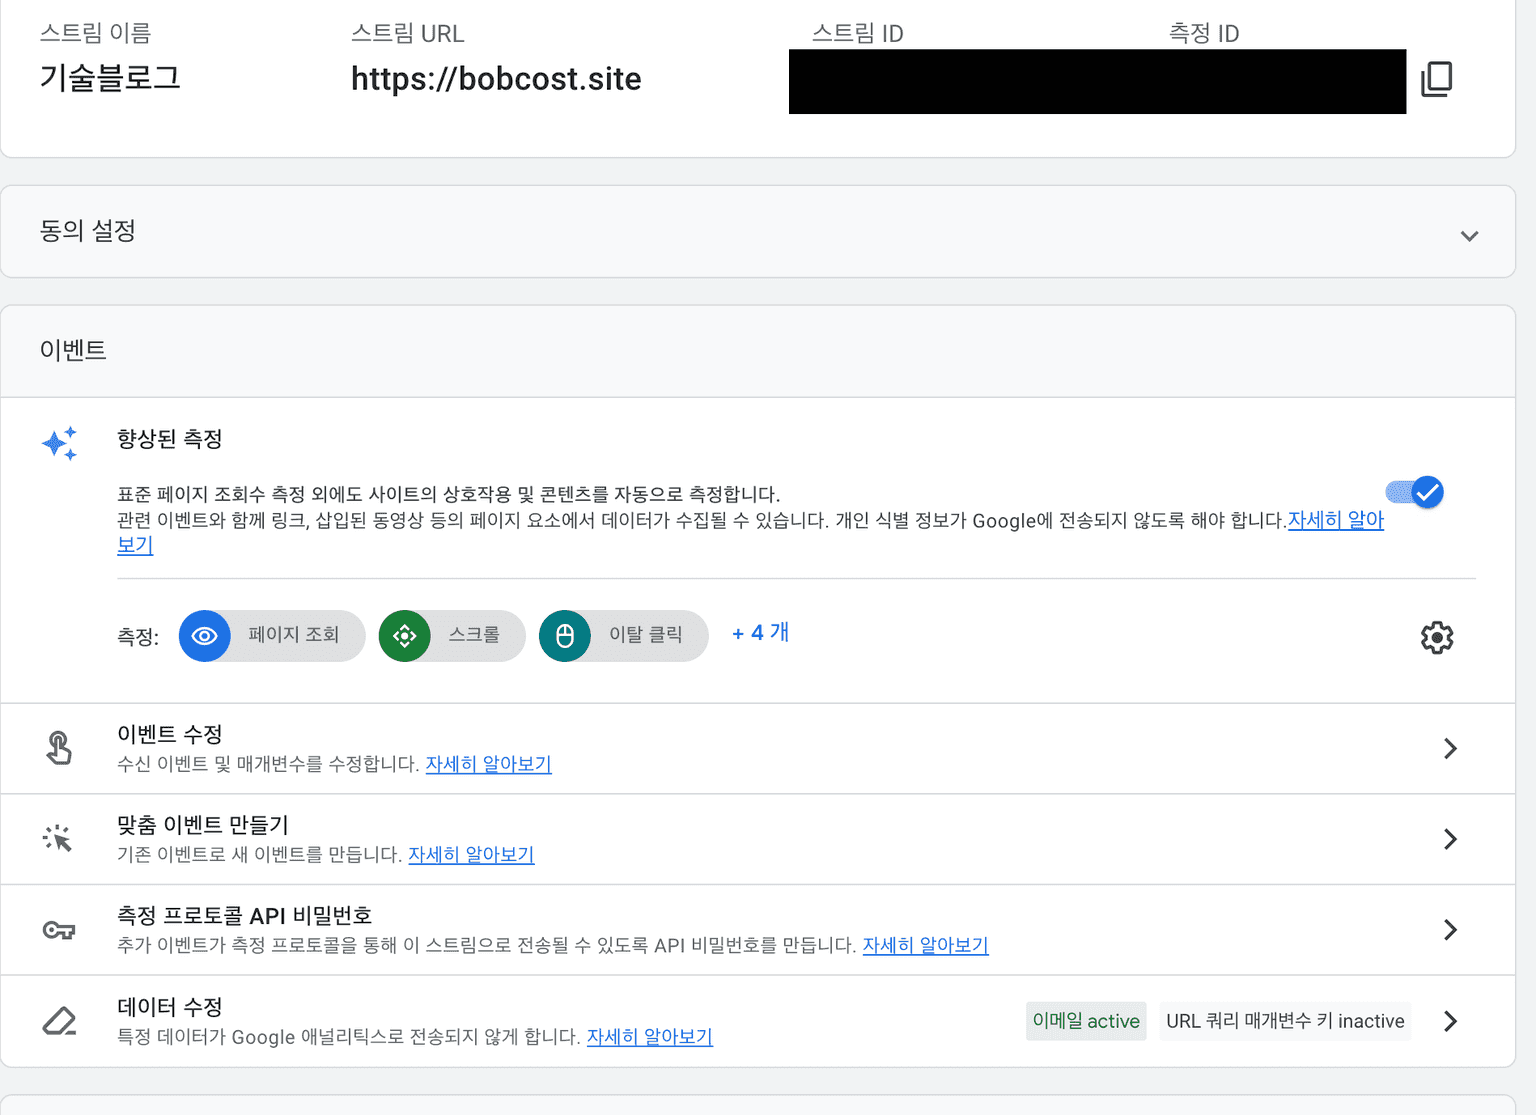 스트림 이름
스트림 URL
스트림 ID
측정 ID
기술블로그
https://bobcost.site
동의 설정
이벤트
향상된 측정
표준 페이지 조회수 측정 외에도 사이트의 상호작용 및 콘텐츠를 자동으로 측정합니다.
관련 이벤트와 함께 링크, 삽입된 동영상 등의 페이지 요소에서 데이터가 수집될 수 있습니다. 개인 식별 정보가 Google에 전송되지 않도록 해야 합니다.자세히 알아
보기
측정: 페이지 조회 스크롤 이탈 클릭 + 4 개
이벤트 수정
수신 이벤트 및 매개변수를 수정합니다. 자세히 알아보기
맞춤 이벤트 만들기
기존 이벤트로 새 이벤트를 만듭니다. 자세히 알아보기
측정 프로토콜 API 비밀번호
추가 이벤트가 측정 프로토콜을 통해 이 스트림으로 전송될 수 있도록 API 비밀번호를 만듭니다. 자세히 알아보기
데이터 수정
특정 데이터가 Google 애널리틱스로 전송되지 않게 합니다. 자세히 알아보기
이메일 active
URL 쿼리 매개변수 키 inactive